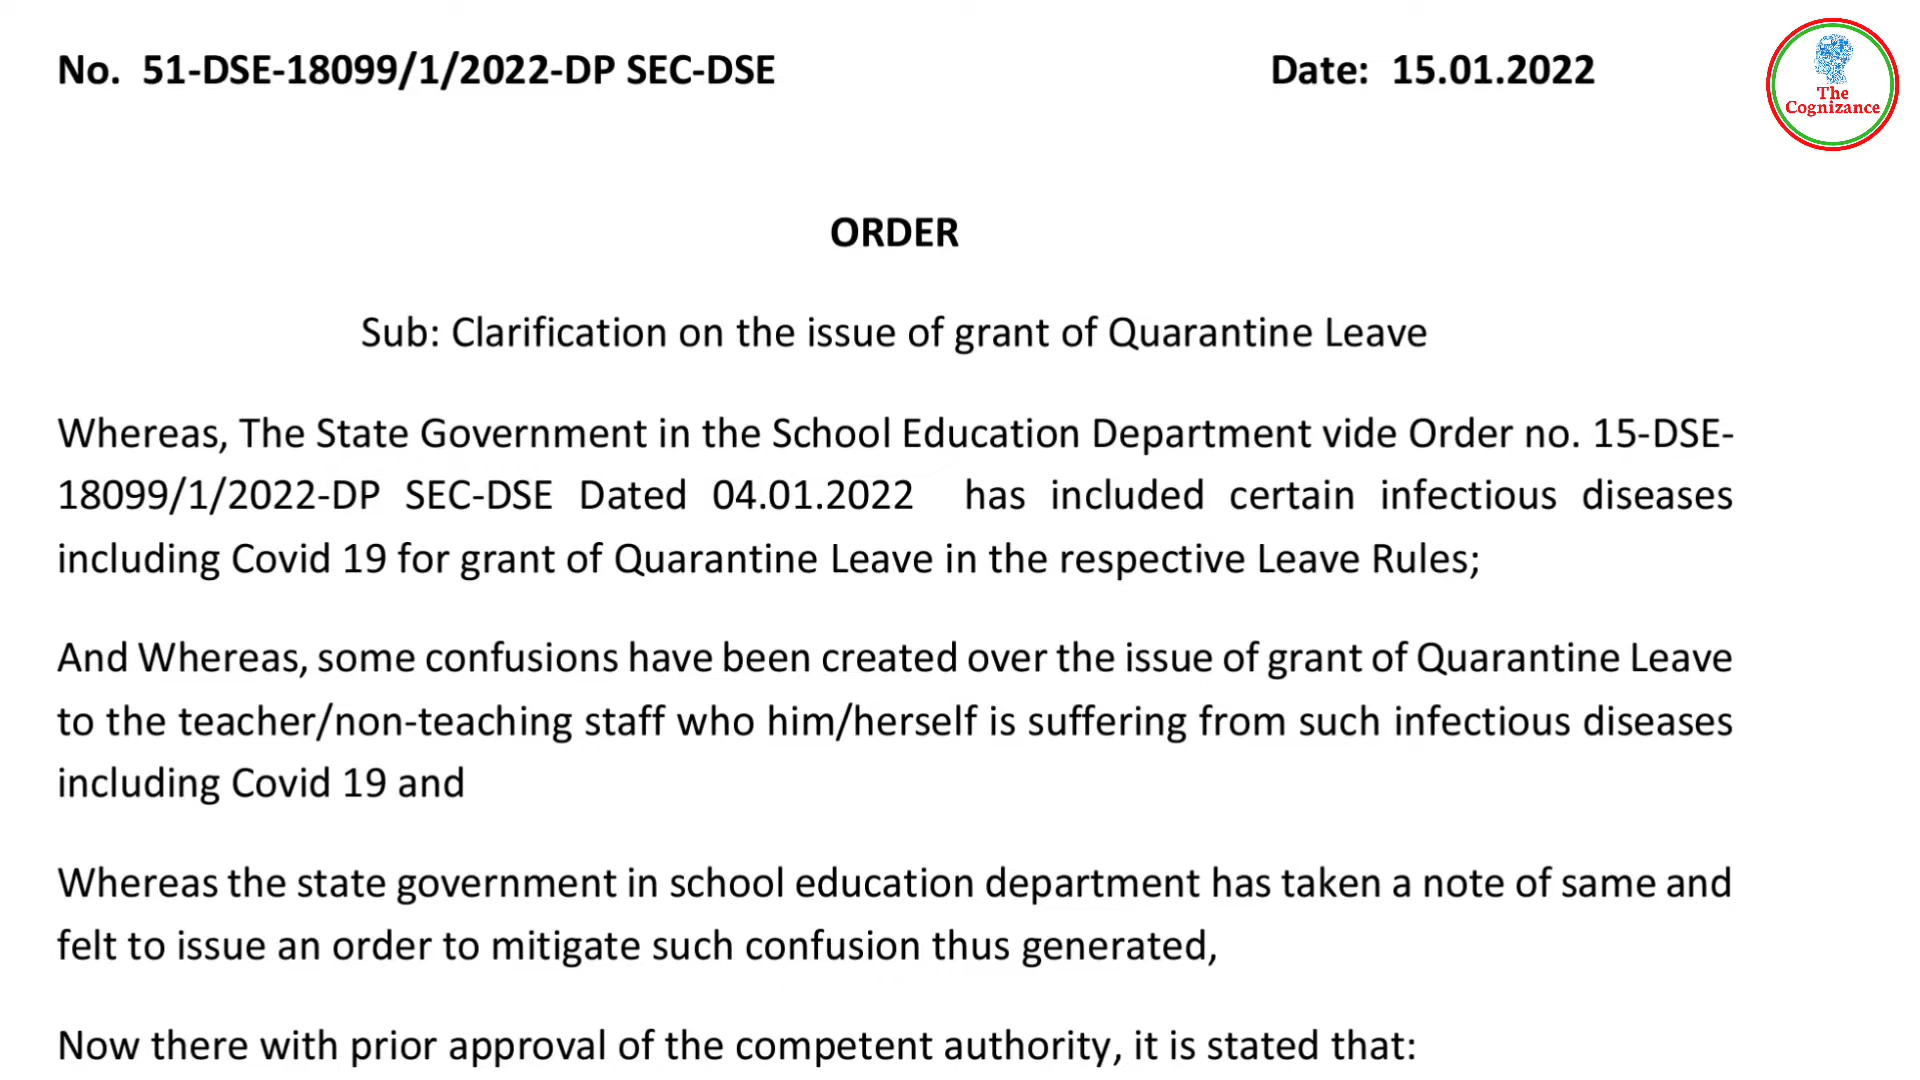 No. 51-DSE-18099/1/2022-DP SEC-DSE Date: 15.01.2022
The
Cognizance
ORDER
Sub: Clarification on the issue of grant of Quarantine Leave
Whereas, The State Government in the School Education Department vide Order no. 15-DSE-
18099/1/2022-DP SEC-DSE Dated 04.01.2022 has included certain infectious diseases
including Covid 19 for grant of Quarantine Leave in the respective Leave Rules;
And Whereas, some confusions have been created over the issue of grant of Quarantine Leave
to the teacher/non-teaching staff who him/herself is suffering from such infectious diseases
including Covid 19 and
Whereas the state government in school education department has taken a note of same and
felt to issue an order to mitigate such confusion thus generated,
Now there with prior approval of the competent authority, it is stated that: